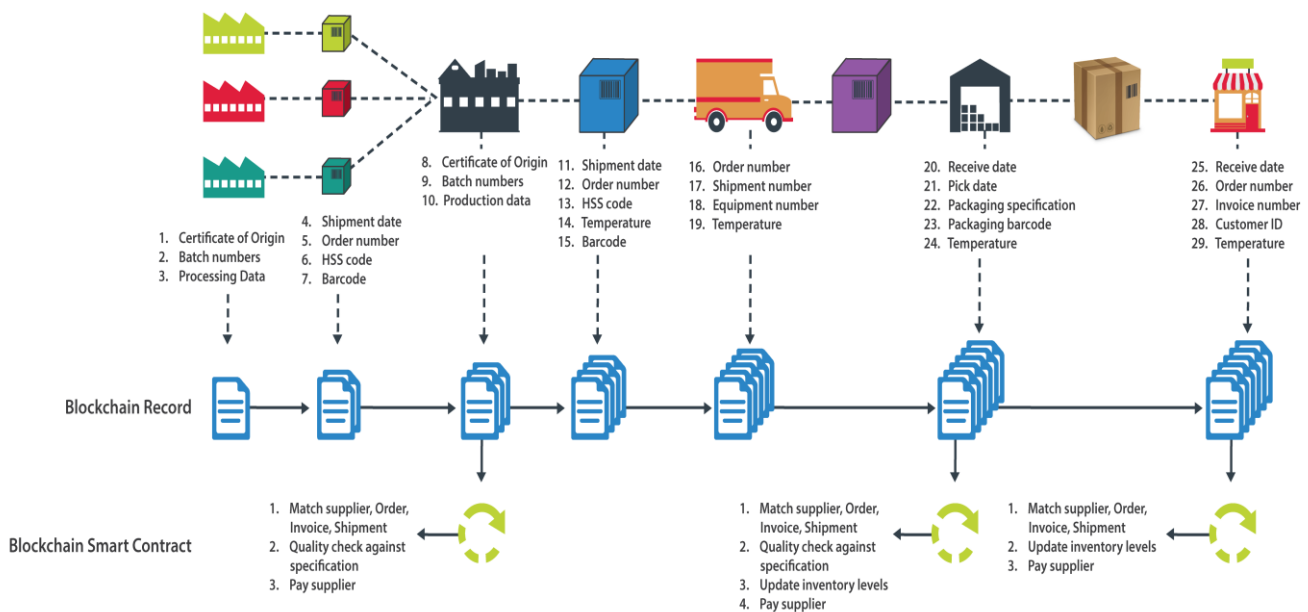 1. Certificate of Origin
2. Batch numbers
3. Processing Data
4. Shipment date
5. Order number
6. HSS code
7. Barcode
8. Certificate of Origin
9. Batch numbers
10. Production data
11. Shipment date
12. Order number
13. HSS code
14. Temperature
15. Barcode
16. Order number
17. Shipment number
18. Equipment number
19. Temperature
20. Receive date
21. Pick date
22. Packaging specification
23. Packaging barcode
24. Temperature
25. Receive date
26. Order number
27. Invoice number
28. Customer ID
29. Temperature
Blockchain Record
Blockchain Smart Contract
1. Match supplier, Order,
Invoice, Shipment
2. Quality check against
specification
3. Pay supplier
1. Match supplier, Order,
Invoice, Shipment
2. Quality check against
specification
3. Update inventory levels
4. Pay supplier
1. Match supplier, Order,
Invoice, Shipment
2. Update inventory levels
3. Pay supplier